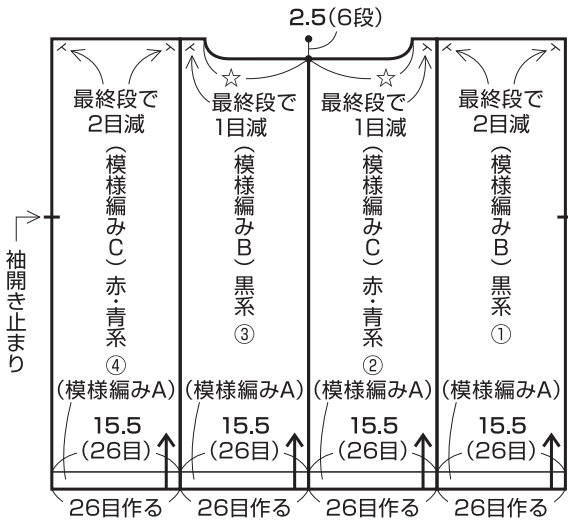 2.5(6段)
☆ ☆
最終段で
2目減
最終段で
1目減
最終段で
1目減
最終段で
2目減
(模様編みC)赤・青系 ④
(模様編みB)黒系 ③
(模様編みC)赤・青系 ②
(模様編みB)黒系 ①
袖開き止まり
(模様編みA) (模様編みA) (模様編みA) (模様編みA)
15.5 15.5 15.5 15.5
(26目) (26目) (26目) (26目)
26目作る 26目作る 26目作る 26目作る